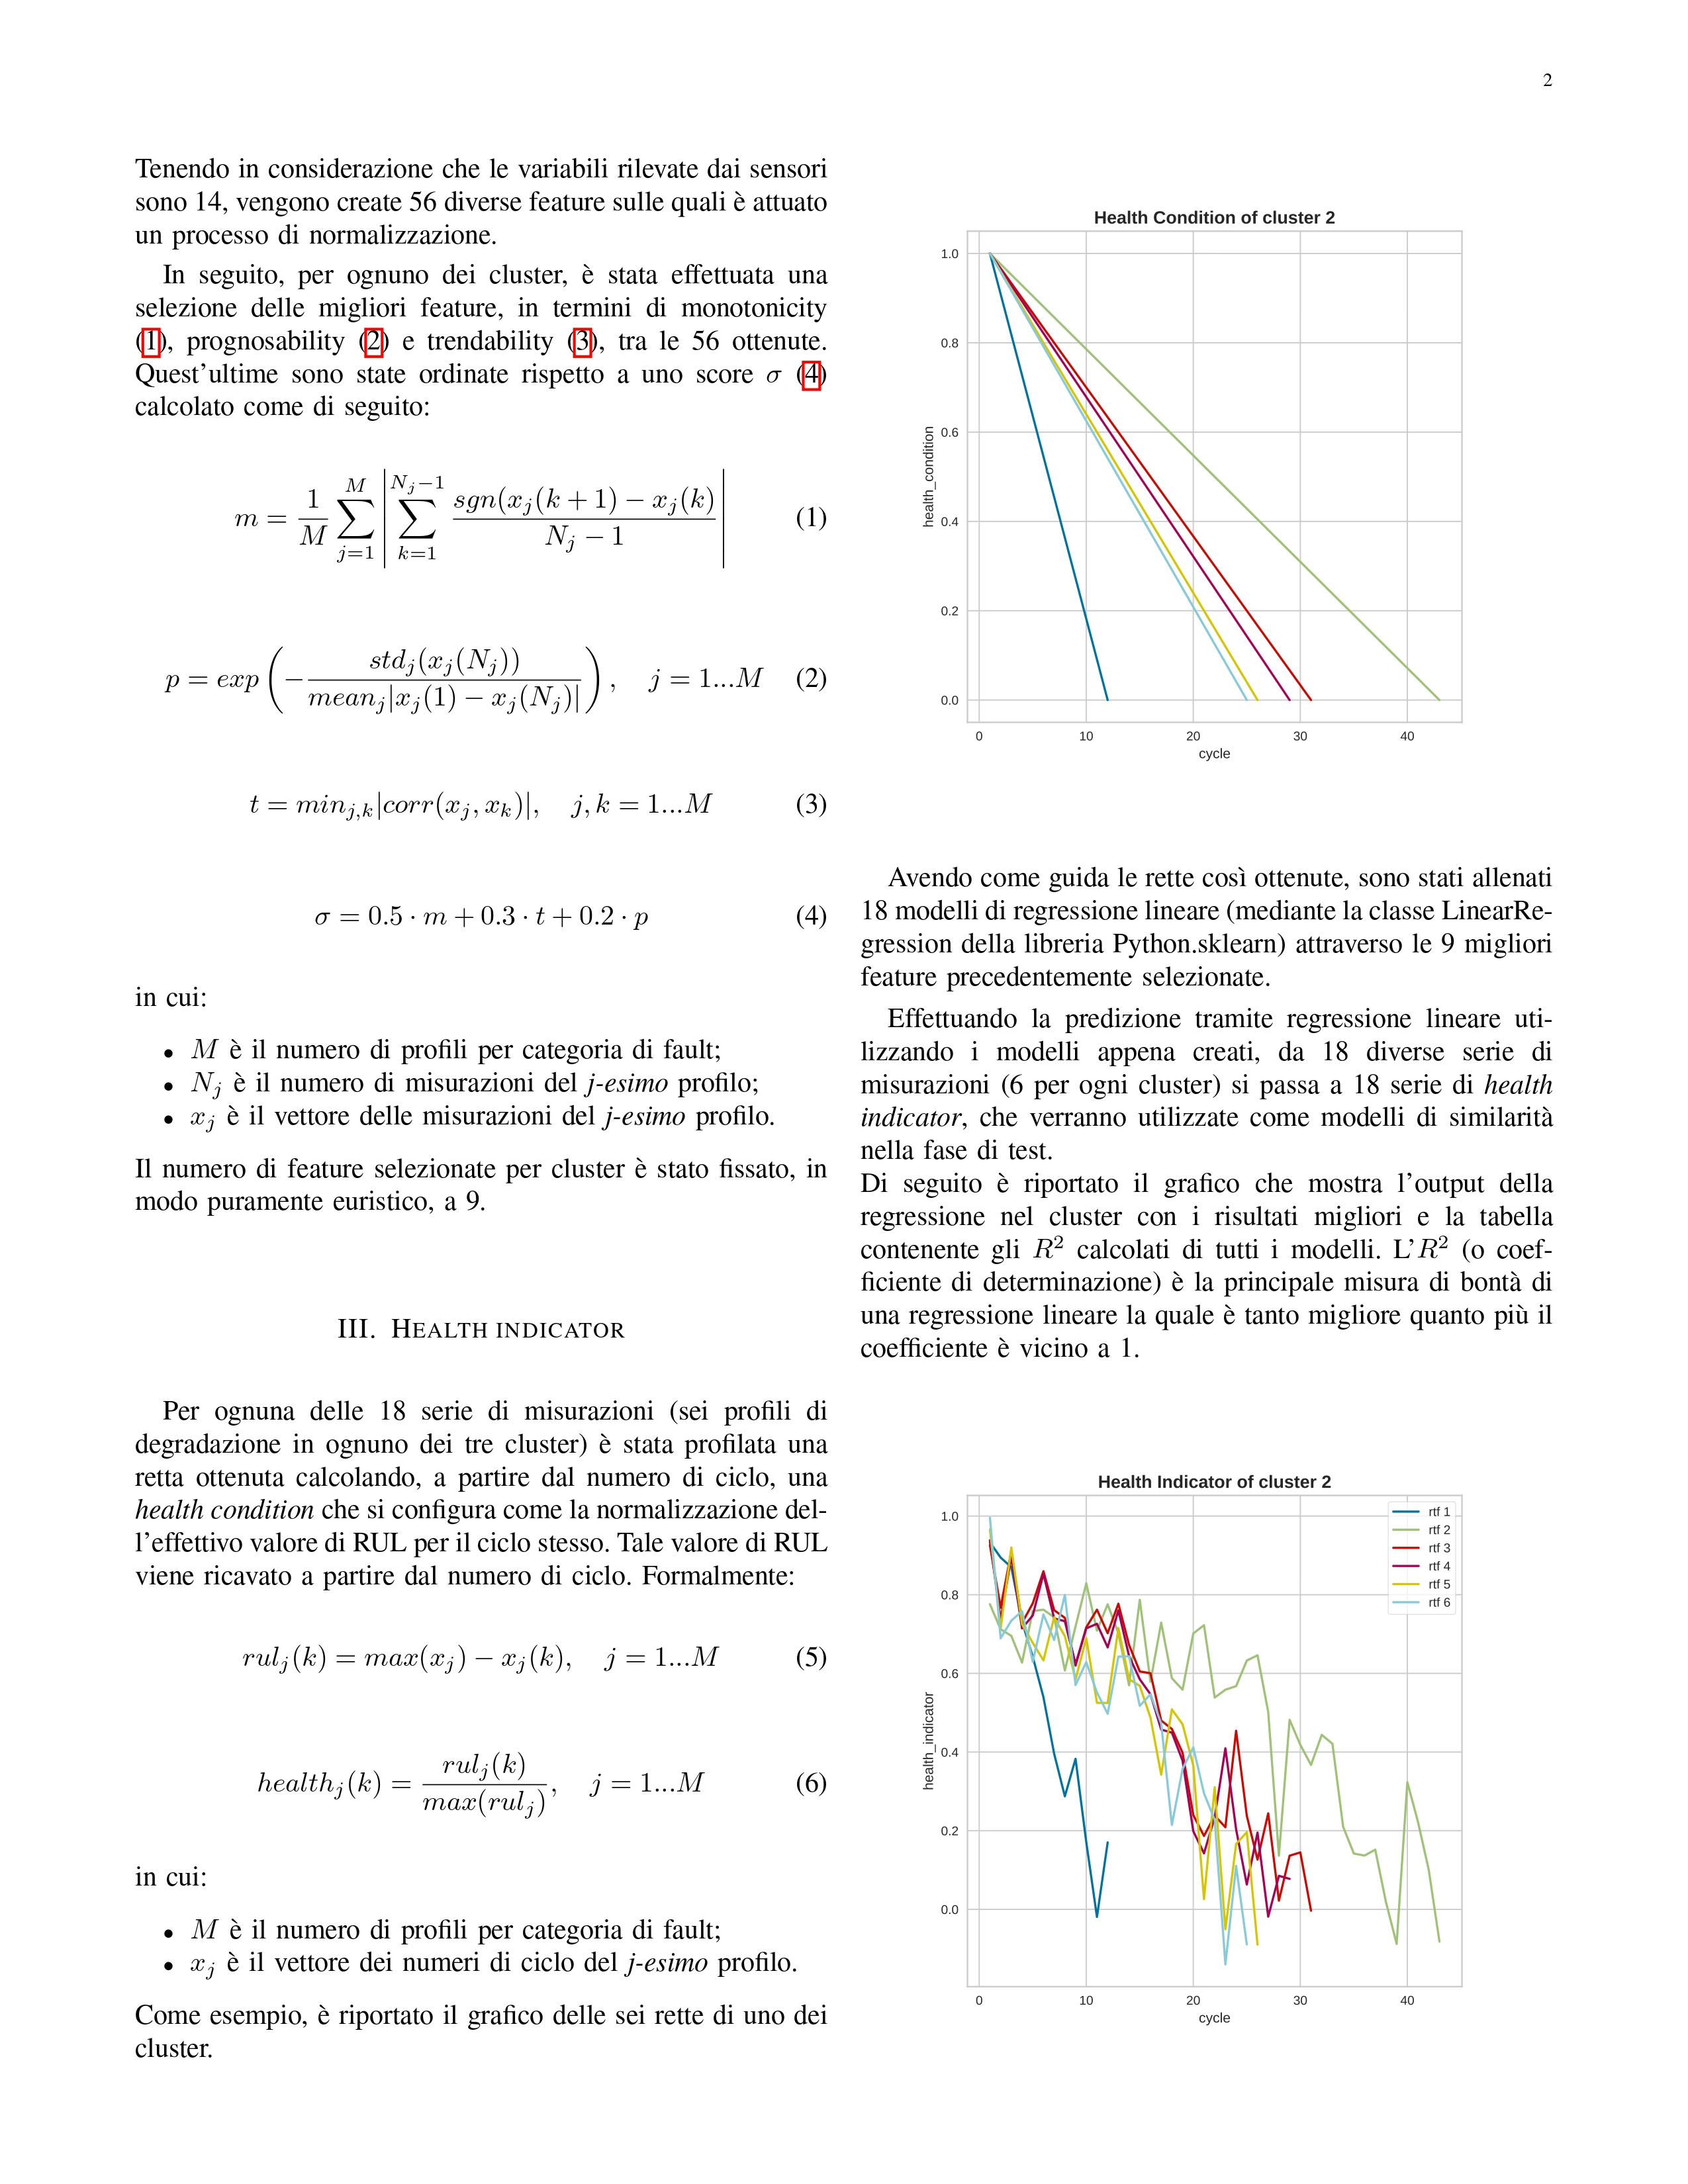 2
Tenendo in considerazione che le variabili rilevate dai sensori
sono 14, vengono create 56 diverse feature sulle quali è attuato
un processo di normalizzazione.
In seguito, per ognuno dei cluster, è stata effettuata una
selezione delle migliori feature, in termini di monotonicity
(1), prognosability (2) e trendability (3), tra le 56 ottenute.
Quest'ultime sono state ordinate rispetto a uno score σ (4)
calcolato come di seguito:
m = \frac{1}{M} \sum_{j=1}^{M} \left| \sum_{k=1}^{N_j-1} \frac{sgn(x_j(k+1) - x_j(k)}{N_j - 1} \right| (1)
p = exp\left( -\frac{std_j(x_j(N_j))}{mean_j|x_j(1) - x_j(N_j)|} \right), j = 1...M (2)
t = min_{j,k}|corr(x_j, x_k)|, j, k = 1...M (3)
σ = 0.5 · m + 0.3 · t + 0.2 · p (4)
in cui:
• M è il numero di profili per categoria di fault;
• N_j è il numero di misurazioni del j-esimo profilo;
• x_j è il vettore delle misurazioni del j-esimo profilo.
Il numero di feature selezionate per cluster è stato fissato, in
modo puramente euristico, a 9.
III. HEALTH INDICATOR
Per ognuna delle 18 serie di misurazioni (sei profili di
degradazione in ognuno dei tre cluster) è stata profilata una
retta ottenuta calcolando, a partire dal numero di ciclo, una
health condition che si configura come la normalizzazione del-
l'effettivo valore di RUL per il ciclo stesso. Tale valore di RUL
viene ricavato a partire dal numero di ciclo. Formalmente:
rul_j(k) = max(x_j) − x_j(k), j = 1...M (5)
health_j(k) = \frac{rul_j(k)}{max(rul_j)}, j = 1...M (6)
in cui:
• M è il numero di profili per categoria di fault;
• x_j è il vettore dei numeri di ciclo del j-esimo profilo.
Come esempio, è riportato il grafico delle sei rette di uno dei
cluster.
Health Condition of cluster 2
health_condition
1.0
0.8
0.6
0.4
0.2
0.0
0 10 20 30 40
cycle
Avendo come guida le rette così ottenute, sono stati allenati
18 modelli di regressione lineare (mediante la classe LinearRe-
gression della libreria Python.sklearn) attraverso le 9 migliori
feature precedentemente selezionate.
Effettuando la predizione tramite regressione lineare uti-
lizzando i modelli appena creati, da 18 diverse serie di
misurazioni (6 per ogni cluster) si passa a 18 serie di health
indicator, che verranno utilizzate come modelli di similarità
nella fase di test.
Di seguito è riportato il grafico che mostra l'output della
regressione nel cluster con i risultati migliori e la tabella
contenente gli R² calcolati di tutti i modelli. L'R² (o coef-
ficiente di determinazione) è la principale misura di bontà di
una regressione lineare la quale è tanto migliore quanto più il
coefficiente è vicino a 1.
Health Indicator of cluster 2
health_indicator
1.0
0.8
0.6
0.4
0.2
0.0
rtf 1
rtf 2
rtf 3
rtf 4
rtf 5
rtf 6
0 10 20 30 40
cycle